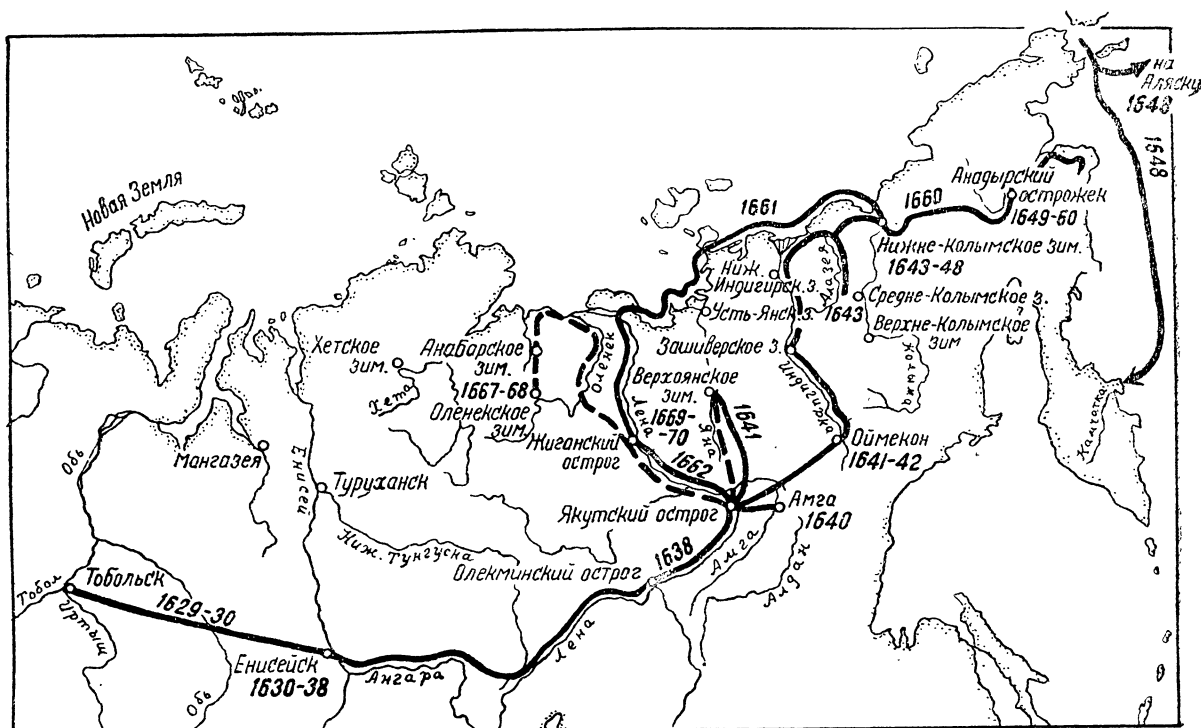 на
Аляску
1648
1648
Новая Земля
Анадырский
острожек
1649-60
1660
1661
Нижне-Колымское зим.
1643-48
Ниж.
Индигирск. з.
Алазея
1643
Средне-Колымское з.
Усть-Янск. з.
Верхне-Колымское
зим
Зашиверское з.
Хетское
зим.
Хета
Анабарское
зим.
1667-68
Оленекское
зим.
Оленек
Верхоянское
зим.
1669-
-70
Яна
1641
Индигирка
Камчатка
Лена
Жиганский
острог
1662
Оймекон
1641-42
Обь
Мангазея
Енисей
Туруханск
Якутский острог
Амга
1640
Ниж. Тунгуска
1638
Олекминский острог
Амга
Алдан
Тобол
Тобольск
Иртыш
1629-30
Лена
Енисейск
1630-38
Ангара
Обь